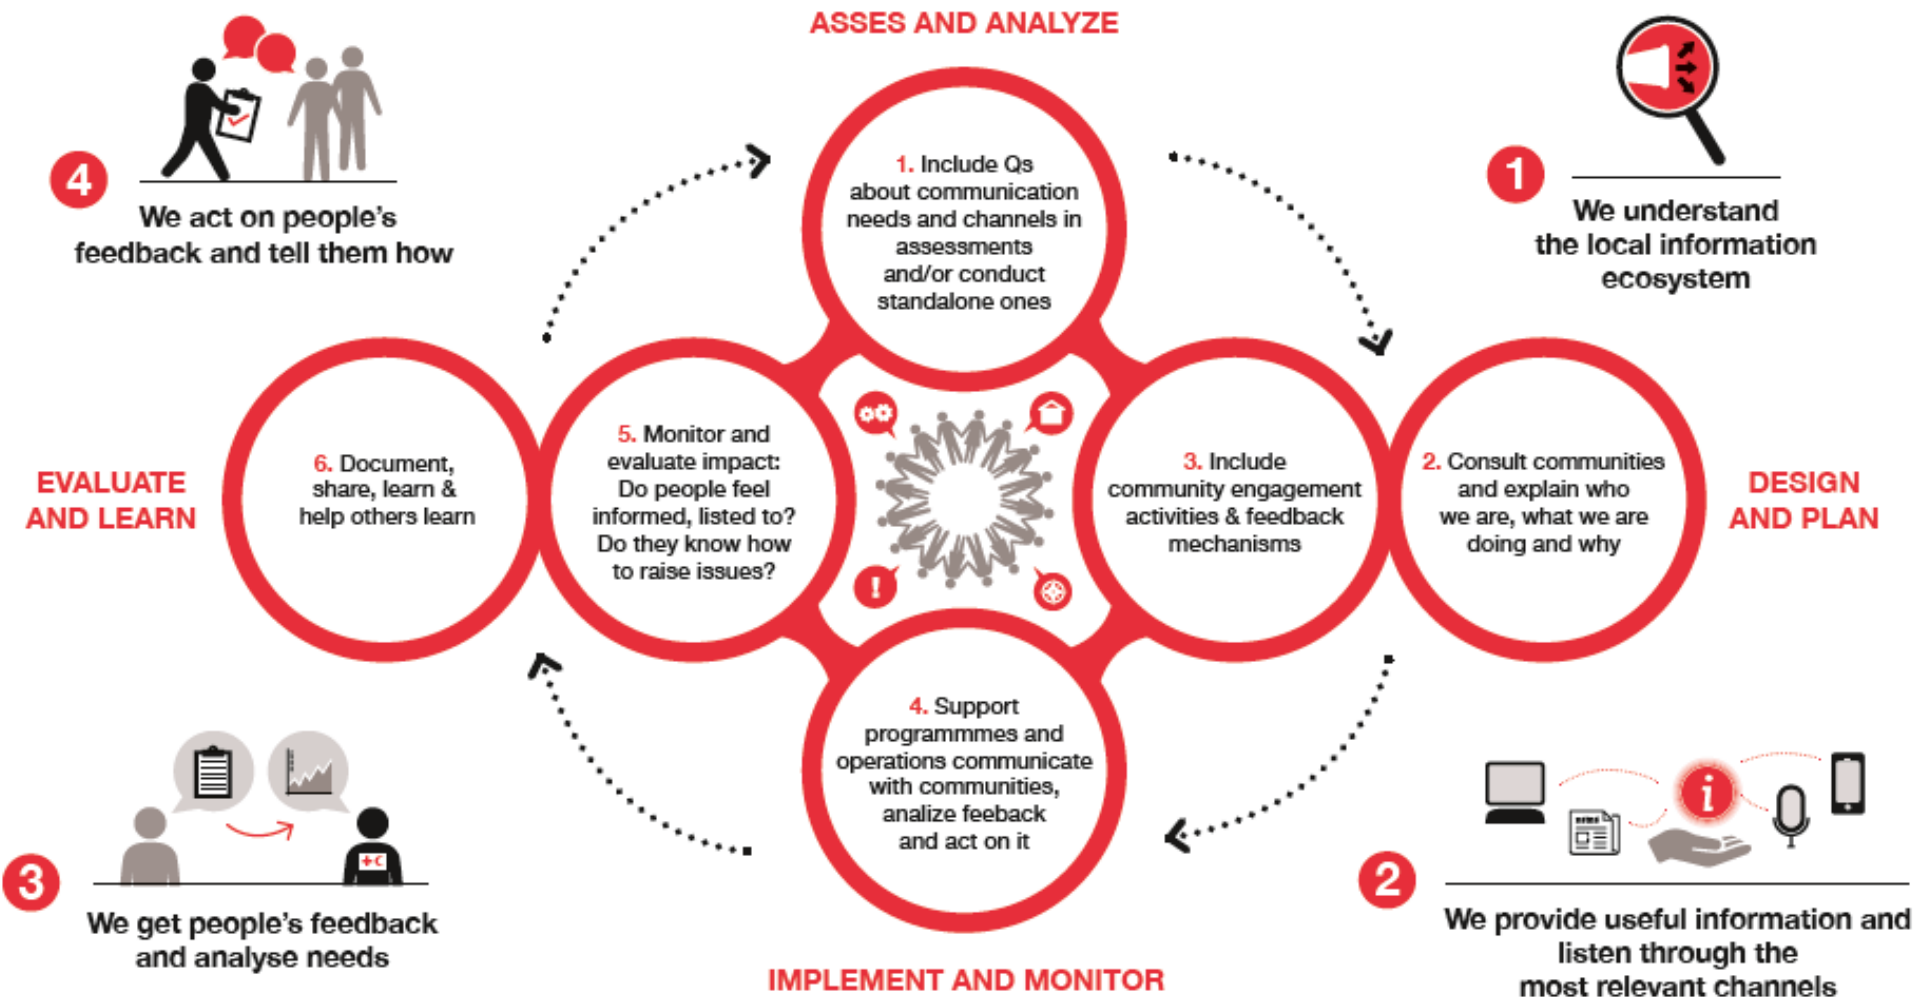 ASSES AND ANALYZE
1. Include Qs
about communication
needs and channels in
assessments
and/or conduct
standalone ones
1
We understand
the local information
ecosystem
DESIGN
AND PLAN
2. Consult communities
and explain who
we are, what we are
doing and why
3. Include
community engagement
activities & feedback
mechanisms
2
i
NEWS
We provide useful information and
listen through the
most relevant channels
IMPLEMENT AND MONITOR
4. Support
programmmes and
operations communicate
with communities,
analize feeback
and act on it
!
3
We get people's feedback
and analyse needs
EVALUATE
AND LEARN
5. Monitor and
evaluate impact:
Do people feel
informed, listed to?
Do they know how
to raise issues?
6. Document,
share, learn &
help others learn
4
We act on people's
feedback and tell them how